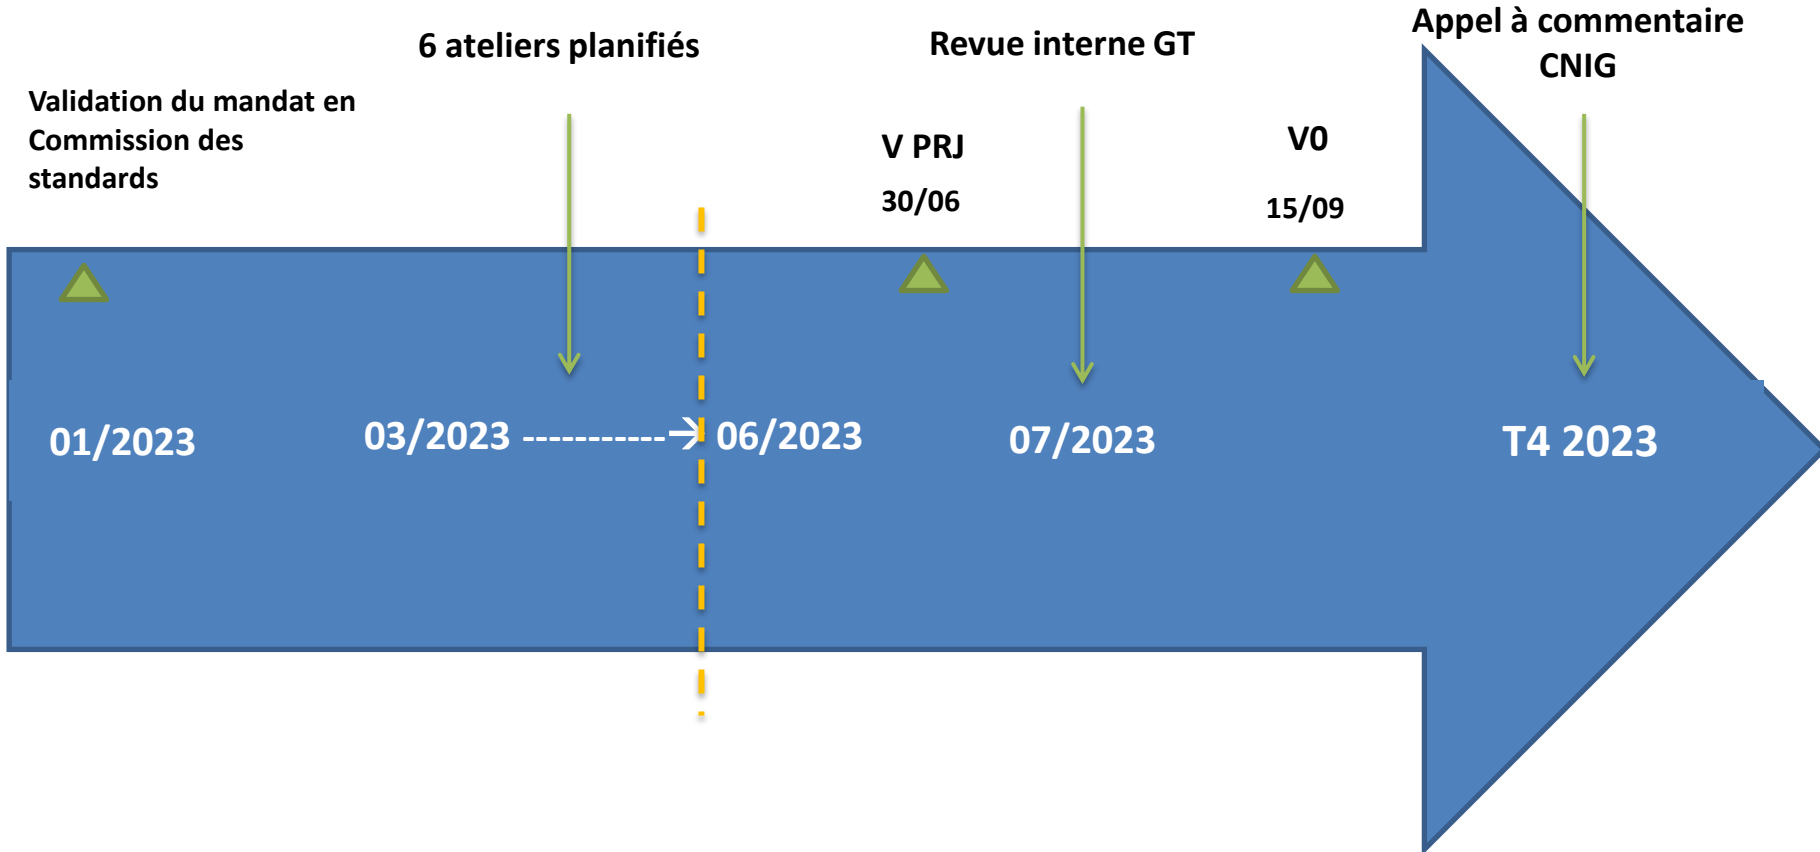 Appel à commentaire
CNIG
6 ateliers planifiés
Revue interne GT
Validation du mandat en
Commission des
standards
V PRJ
30/06
V0
15/09
01/2023
03/2023 -----------→ 06/2023
07/2023
T4 2023